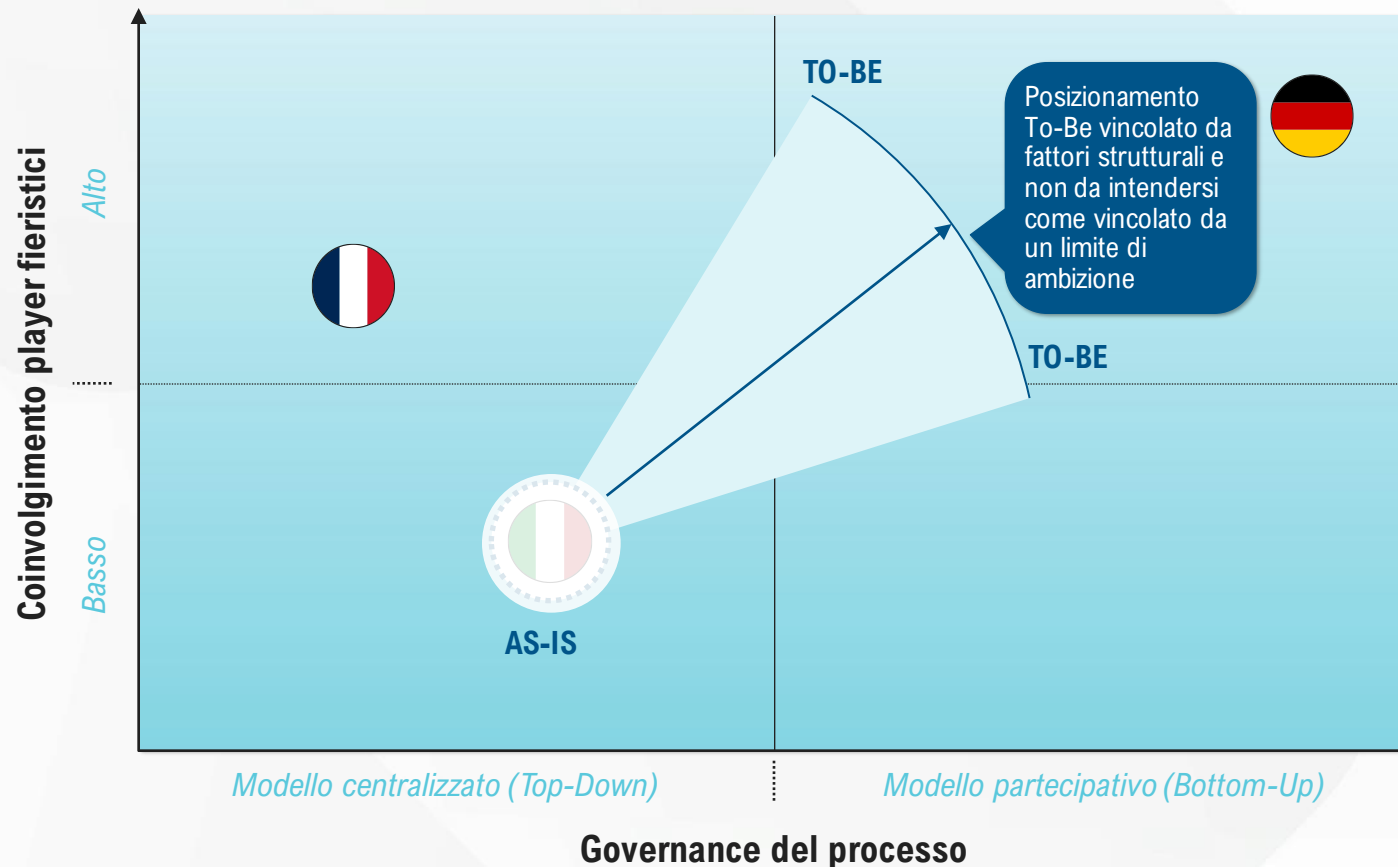 Coinvolgimento player fieristici
Alto
Basso
TO-BE
Posizionamento
To-Be vincolato da
fattori strutturali e
non da intendersi
come vincolato da
un limite di
ambizione
TO-BE
AS-IS
Modello centralizzato (Top-Down)
Modello partecipativo (Bottom-Up)
Governance del processo